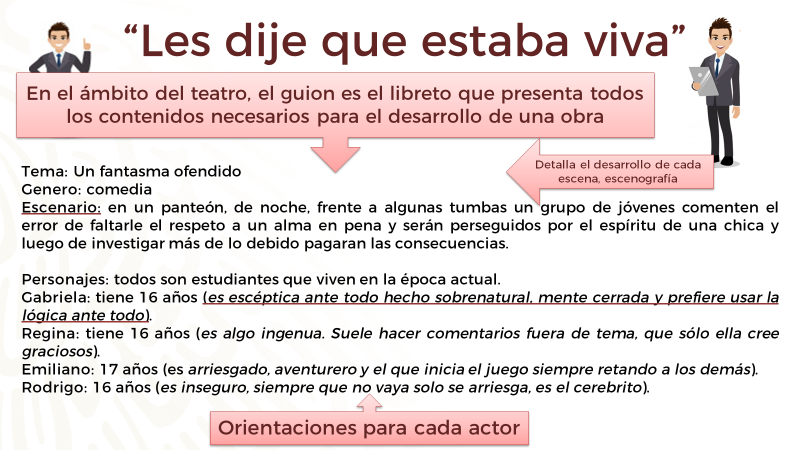 “Les dije que estaba viva”
En el ámbito del teatro, el guion es el libreto que presenta todos
los contenidos necesarios para el desarrollo de una obra
Detalla el desarrollo de cada
escena, escenografía
Tema: Un fantasma ofendido
Genero: comedia
Escenario: en un panteón, de noche, frente a algunas tumbas un grupo de jóvenes comenten el
error de faltarle el respeto a un alma en pena y serán perseguidos por el espíritu de una chica y
luego de investigar más de lo debido pagaran las consecuencias.
Personajes: todos son estudiantes que viven en la época actual.
Gabriela: tiene 16 años (es escéptica ante todo hecho sobrenatural, mente cerrada y prefiere usar la
lógica ante todo).
Regina: tiene 16 años (es algo ingenua. Suele hacer comentarios fuera de tema, que sólo ella cree
graciosos).
Emiliano: 17 años (es arriesgado, aventurero y el que inicia el juego siempre retando a los demás).
Rodrigo: 16 años (es inseguro, siempre que no vaya solo se arriesga, es el cerebrito).
Orientaciones para cada actor